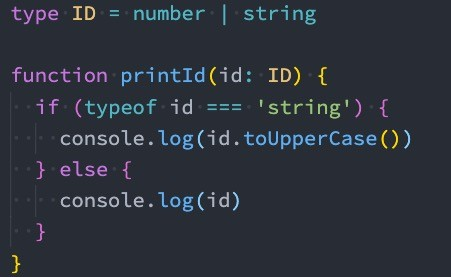 type ID = number | string

function printId(id: ID) {
  if (typeof id === 'string') {
    console.log(id.toUpperCase())
  } else {
    console.log(id)
  }
}